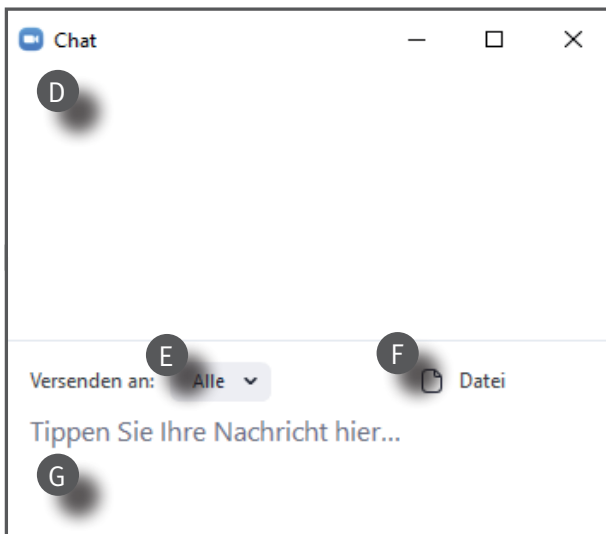 Chat
D
E
F
Versenden an: Alle
Datei
Tippen Sie Ihre Nachricht hier...
G